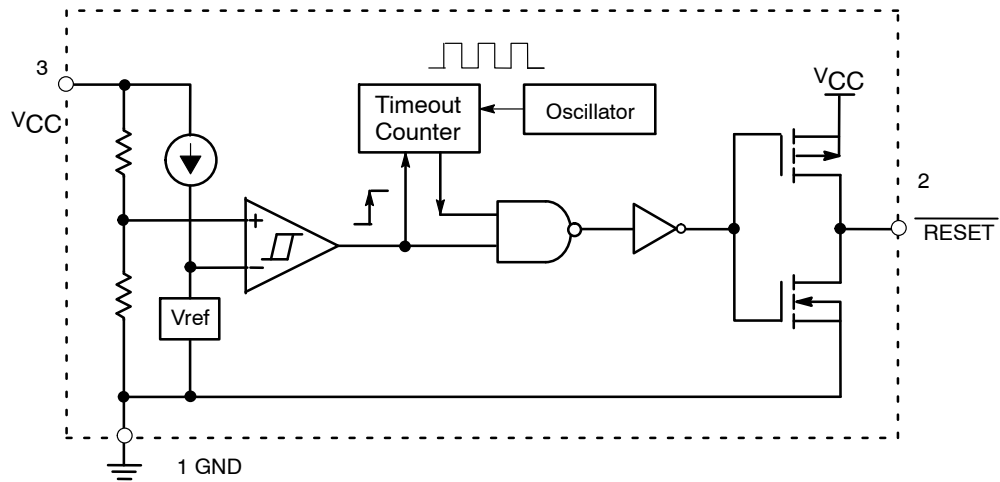 3
VCC
Timeout
Counter
Oscillator
VCC
2
RESET
+
−
Vref
1 GND